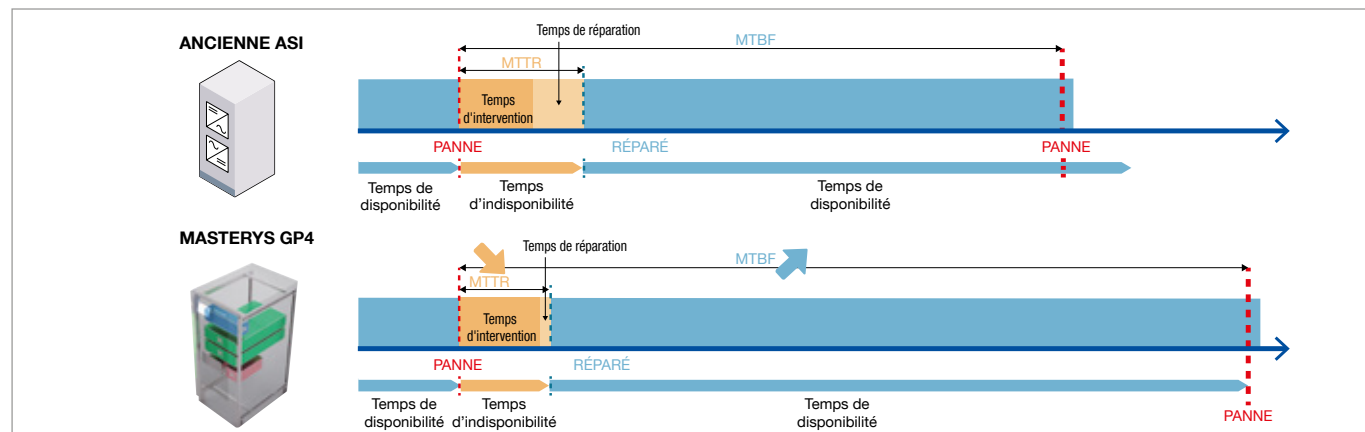 ANCIENNE ASI
Temps de réparation
MTBF
MTTR
Temps
d'intervention
PANNE
RÉPARÉ
PANNE
Temps de
disponibilité
Temps
d’indisponibilité
Temps de
disponibilité
MASTERYS GP4
Temps de réparation
MTBF
MTTR
Temps
d'intervention
PANNE
RÉPARÉ
Temps de
disponibilité
Temps
d’indisponibilité
Temps de
disponibilité
PANNE